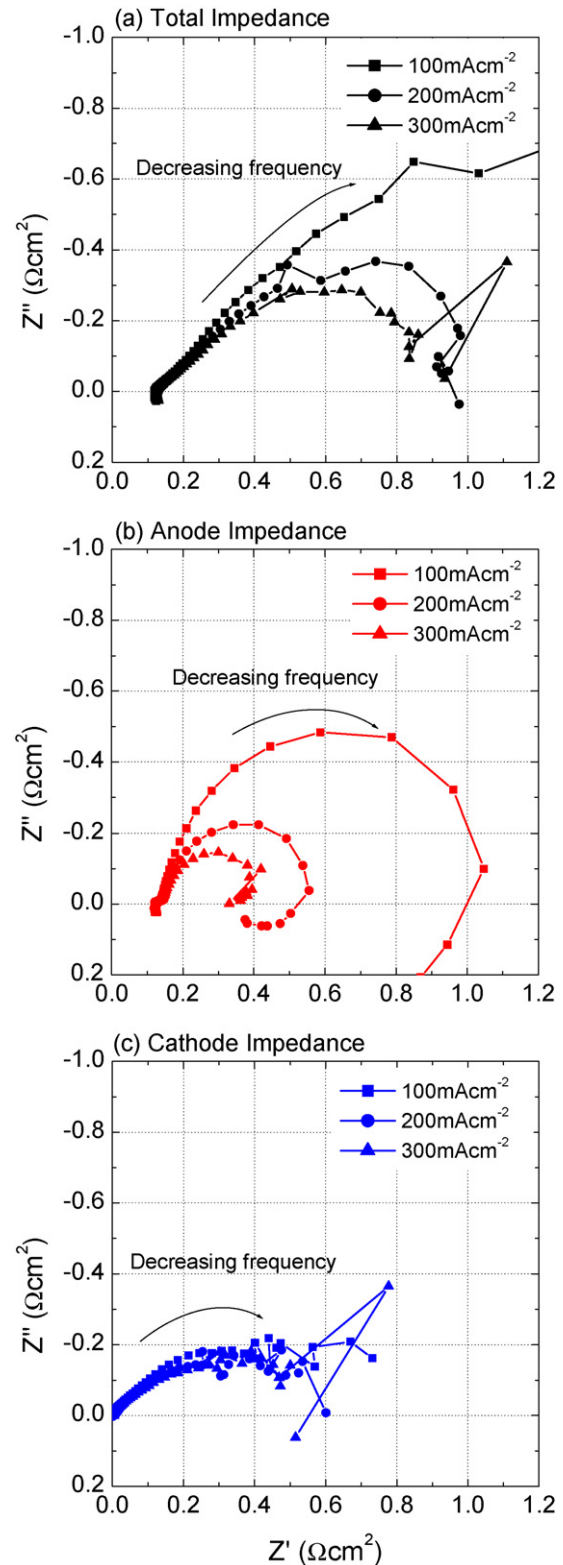 (a) Total Impedance
-1.0
-0.8
-0.6
-0.4
-0.2
0.0
0.2
Z" (Ωcm²)
100mAcm⁻²
200mAcm⁻²
300mAcm⁻²
Decreasing frequency
0.0 0.2 0.4 0.6 0.8 1.0 1.2
(b) Anode Impedance
-1.0
-0.8
-0.6
-0.4
-0.2
0.0
0.2
Z" (Ωcm²)
100mAcm⁻²
200mAcm⁻²
300mAcm⁻²
Decreasing frequency
0.0 0.2 0.4 0.6 0.8 1.0 1.2
(c) Cathode Impedance
-1.0
-0.8
-0.6
-0.4
-0.2
0.0
0.2
Z" (Ωcm²)
100mAcm⁻²
200mAcm⁻²
300mAcm⁻²
Decreasing frequency
0.0 0.2 0.4 0.6 0.8 1.0 1.2
Z' (Ωcm²)